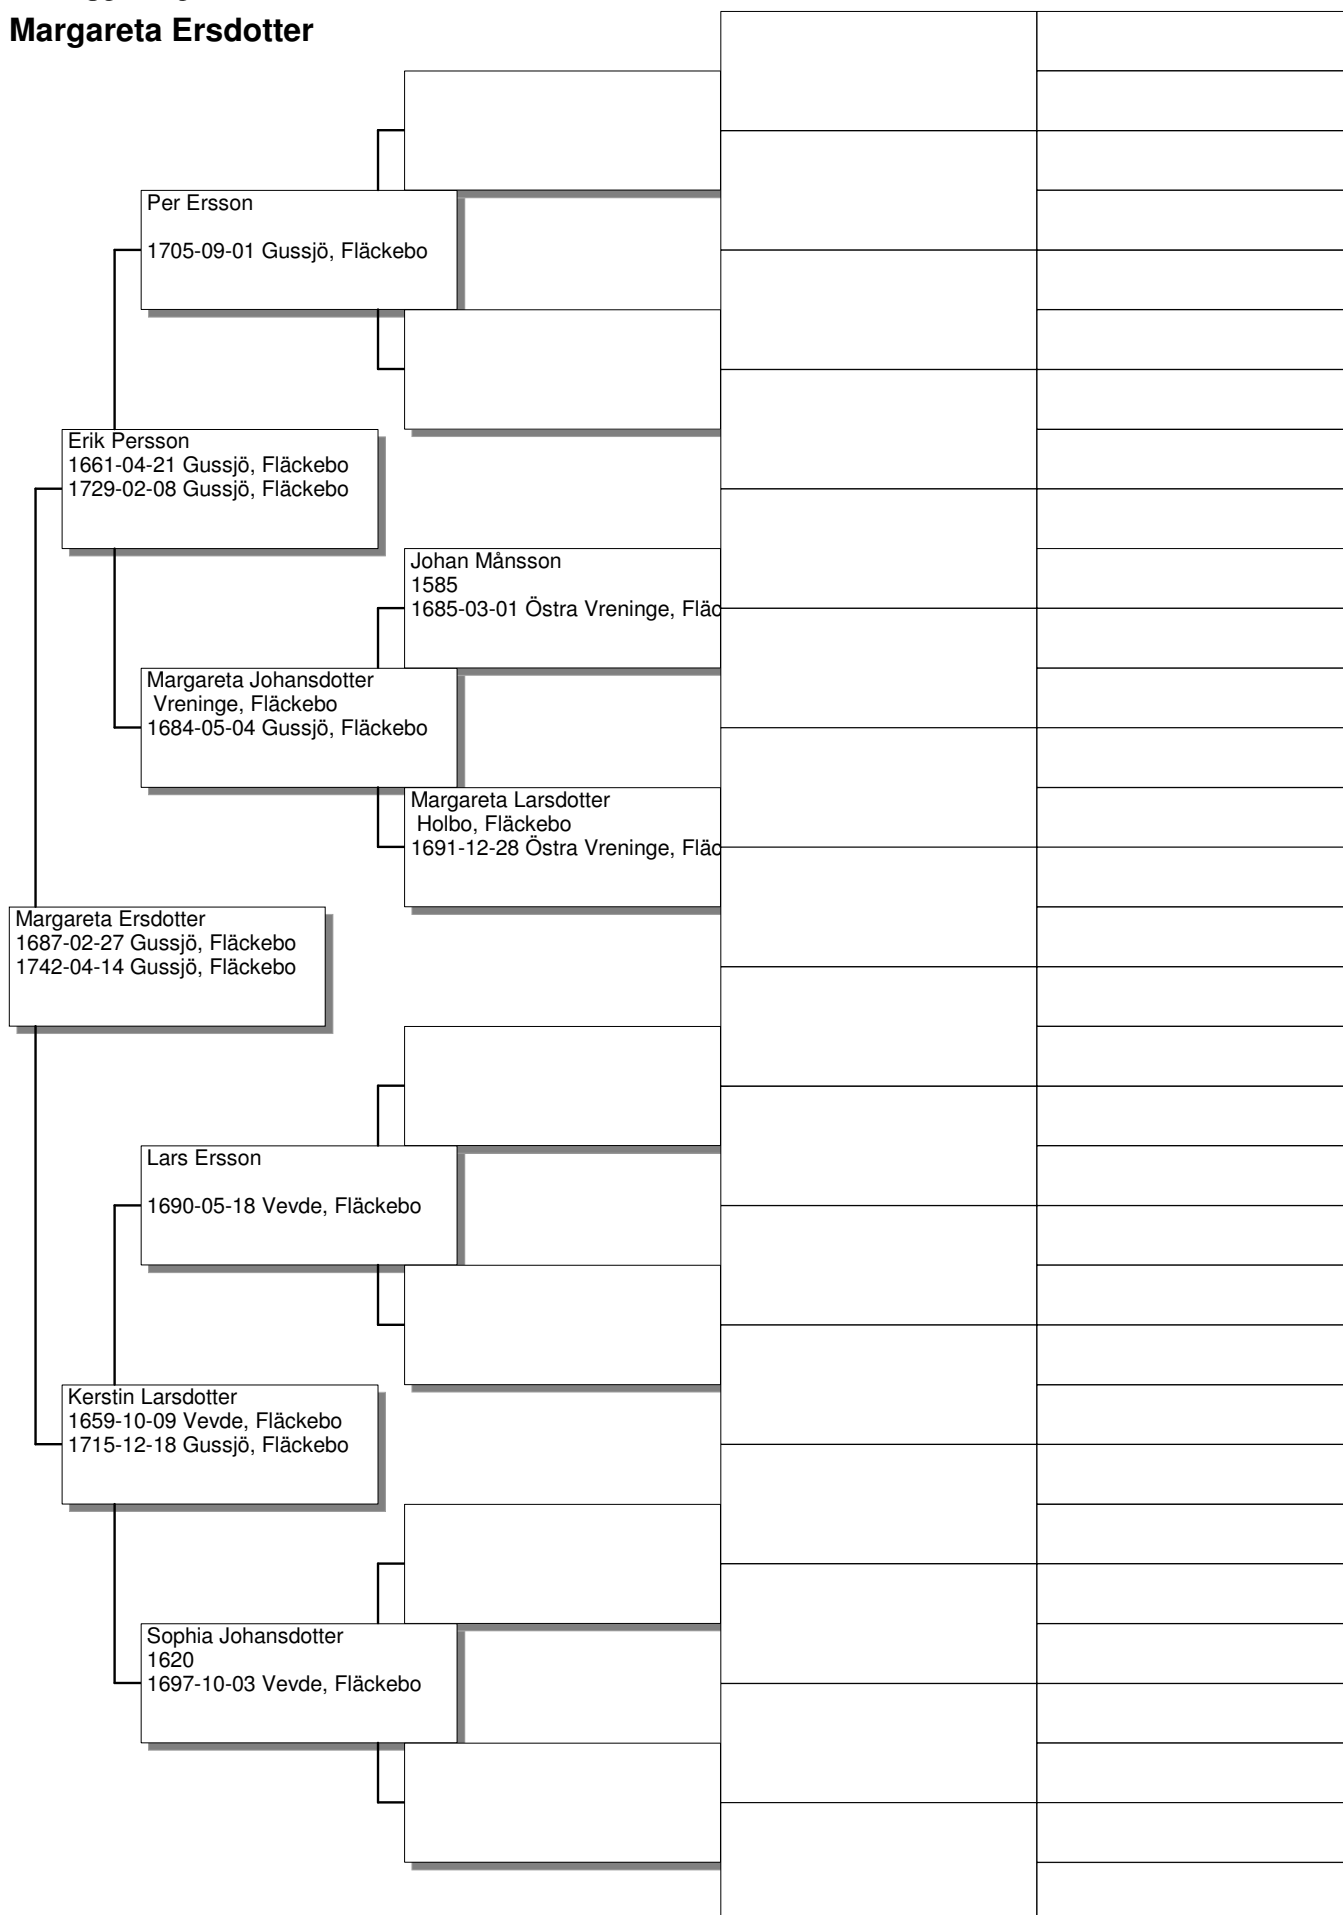 Margareta Ersdotter
Per Ersson
1705-09-01 Gussjö, Fläckebo
Erik Persson
1661-04-21 Gussjö, Fläckebo
1729-02-08 Gussjö, Fläckebo
Johan Månsson
1585
1685-03-01 Östra Vreninge, Fläc
Margareta Johansdotter
Vreninge, Fläckebo
1684-05-04 Gussjö, Fläckebo
Margareta Larsdotter
Holbo, Fläckebo
1691-12-28 Östra Vreninge, Fläc
Margareta Ersdotter
1687-02-27 Gussjö, Fläckebo
1742-04-14 Gussjö, Fläckebo
Lars Ersson
1690-05-18 Vevde, Fläckebo
Kerstin Larsdotter
1659-10-09 Vevde, Fläckebo
1715-12-18 Gussjö, Fläckebo
Sophia Johansdotter
1620
1697-10-03 Vevde, Fläckebo